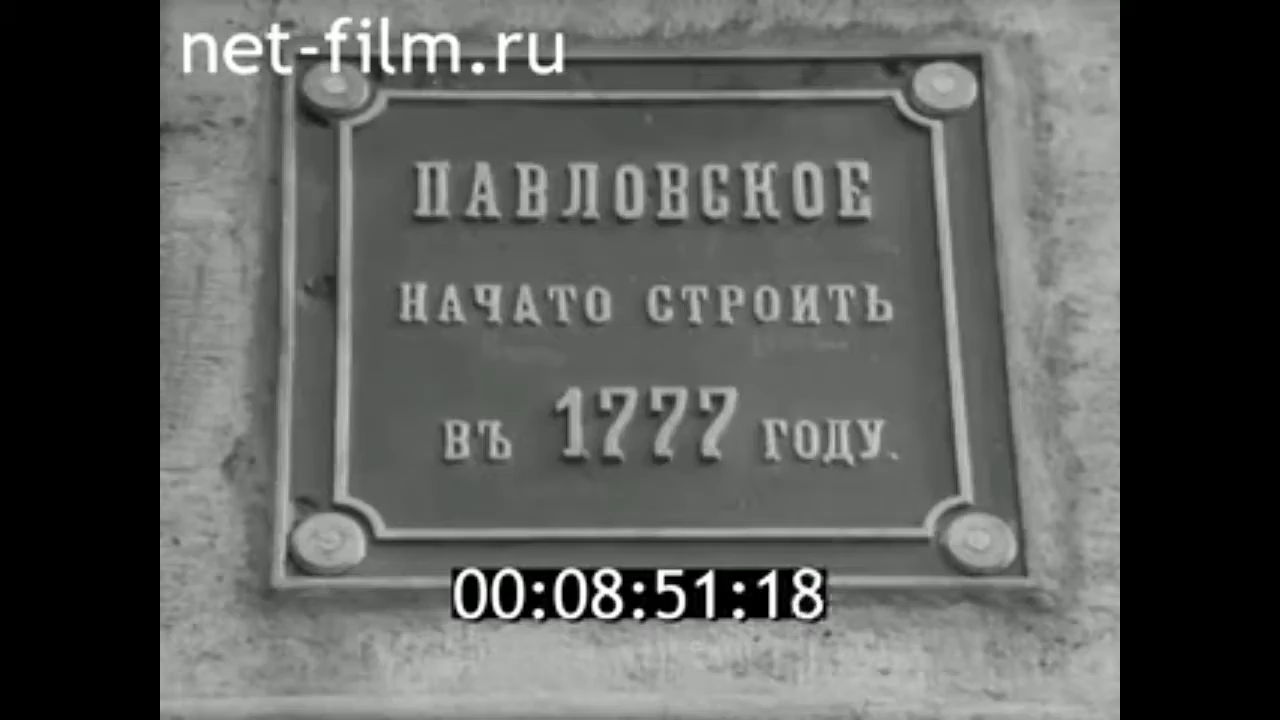 net-film.ru
ПАВЛОВСКОЕ
НАЧАТО СТРОИТЬ
ВЪ 1777 ГОДУ.
00:08:51:18